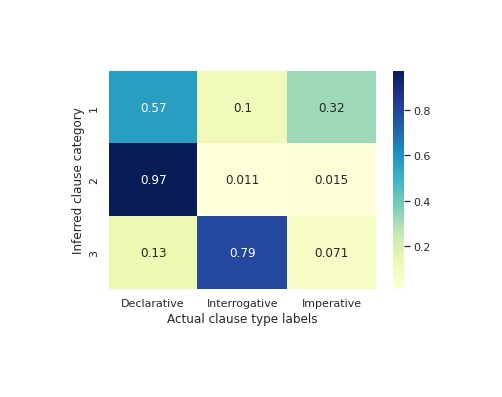 Inferred clause category
1
0.57 0.1 0.32
2
0.97 0.011 0.015
3
0.13 0.79 0.071
Declarative Interrogative Imperative
Actual clause type labels
0.8
0.6
0.4
0.2